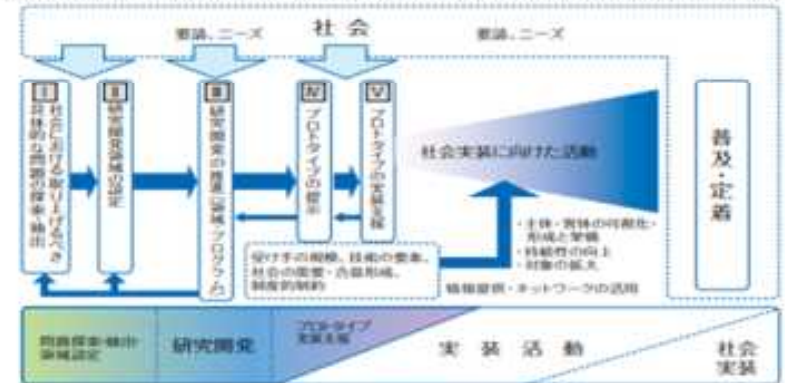 社会
要請、ニーズ
要請、ニーズ
Ⅰ
社会における取り上げるべき
具体的な問題の探索・抽出
Ⅱ
研究開発領域の設定
Ⅲ
研究開発の推進(領域・プログラム)
Ⅳ
プロトタイプの提示
Ⅴ
プロトタイプの実装支援
社会実装に向けた活動
普及・定着
受け手の規模、技術の要素、
社会の需要・合意形成、
制度的制約
・主体・客体の可視化・
形成と架橋
・持続性の向上
・対象の拡大
情報提供・ネットワークの活用
問題探索・抽出・
領域設定
研究開発
プロトタイプ
実装支援
実装活動
社会
実装